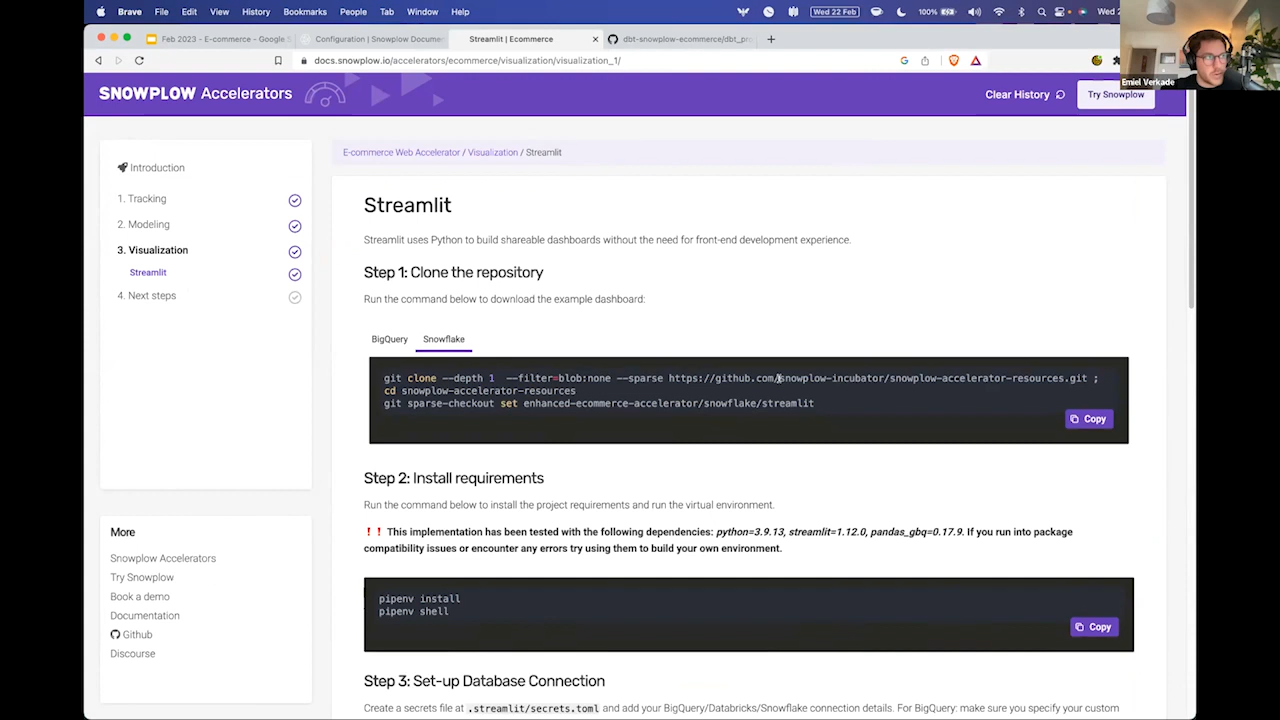 Brave File Edit View History Bookmarks People Tab Window Help 100% Wed 22 Feb Wed 2
Feb 2023 - E-commerce - Google S
Configuration | Snowplow Docume
Streamlit | Ecommerce
dbt-snowplow-ecommerce/dbt_pro
docs.snowplow.io/accelerators/ecommerce/visualization/visualization_1/
Emiel Verkade
SNOWPLOW Accelerators
Clear History
Try Snowplow
Introduction
1. Tracking
2. Modeling
3. Visualization
Streamlit
4. Next steps
More
Snowplow Accelerators
Try Snowplow
Book a demo
Documentation
Github
Discourse
E-commerce Web Accelerator / Visualization / Streamlit
Streamlit
Streamlit uses Python to build shareable dashboards without the need for front-end development experience.
Step 1: Clone the repository
Run the command below to download the example dashboard:
BigQuery Snowflake
git clone --depth 1 --filter=blob:none --sparse https://github.com/snowplow-incubator/snowplow-accelerator-resources.git ;
cd snowplow-accelerator-resources
git sparse-checkout set enhanced-ecommerce-accelerator/snowflake/streamlit
Copy
Step 2: Install requirements
Run the command below to install the project requirements and run the virtual environment.
❗❗ This implementation has been tested with the following dependencies: python=3.9.13, streamlit=1.12.0, pandas_gbq=0.17.9. If you run into package
compatibility issues or encounter any errors try using them to build your own environment.
pipenv install
pipenv shell
Copy
Step 3: Set-up Database Connection
Create a secrets file at .streamlit/secrets.toml and add your BigQuery/Databricks/Snowflake connection details. For BigQuery: make sure you specify your custom